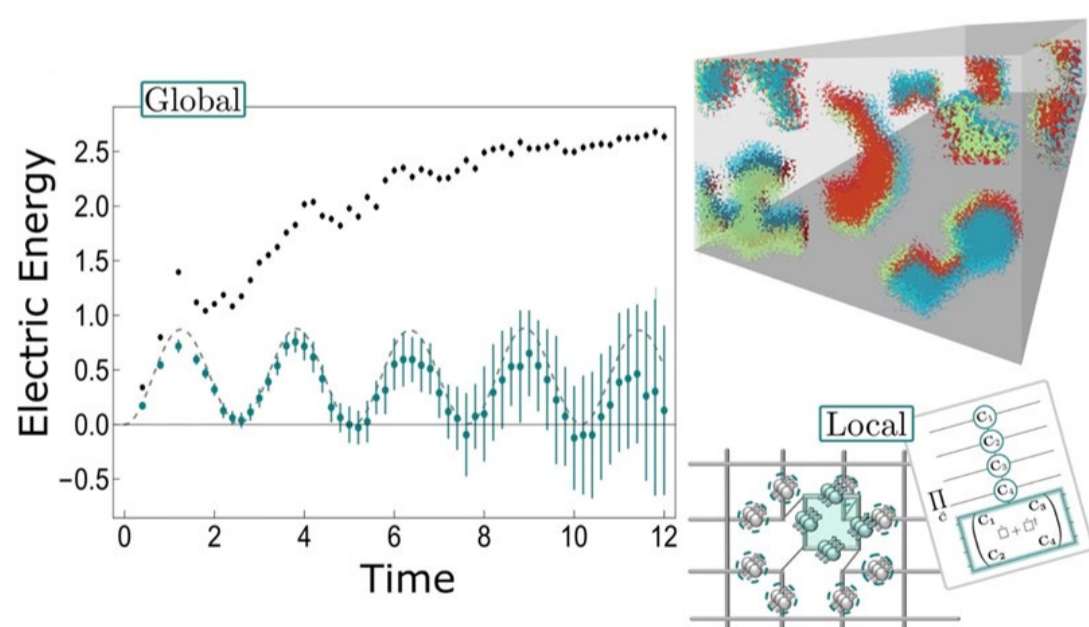 Global
Electric Energy
2.5
2.0
1.5
1.0
0.5
0.0
−0.5
0 2 4 6 8 10 12
Time
Local
C₁
C₂
C₃
C₄
∏
C₁ C₃
□ + □†
C₂ C₄